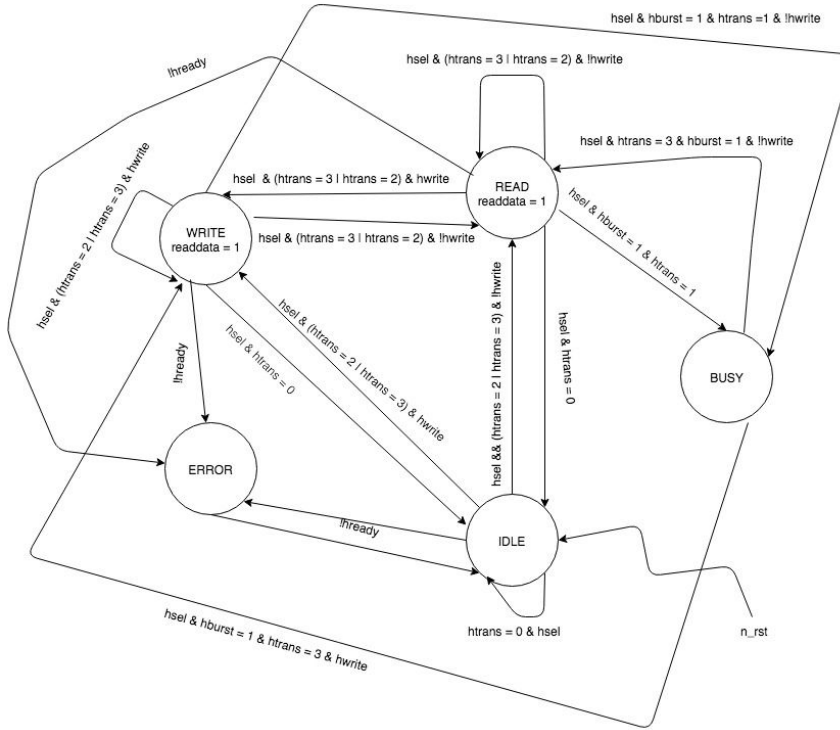 hsel & hburst = 1 & htrans =1 & !hwrite
!hready
hsel & (htrans = 3 | htrans = 2) & !hwrite
hsel & htrans = 3 & hburst = 1 & !hwrite
hsel & (htrans = 2 | htrans = 3) & hwrite
hsel & (htrans = 3 | htrans = 2) & hwrite
READ
readdata = 1
WRITE
readdata = 1
hsel & (htrans = 3 | htrans = 2) & !hwrite
hsel & hburst = 1 & htrans = 1
hsel & (htrans = 2 | htrans = 3) & hwrite
hsel & htrans = 0
hsel && (htrans = 2 | htrans = 3) & !hwrite
hsel & htrans = 0
!hready
BUSY
ERROR
!hready
IDLE
htrans = 0 & hsel
n_rst
hsel & hburst = 1 & htrans = 3 & hwrite